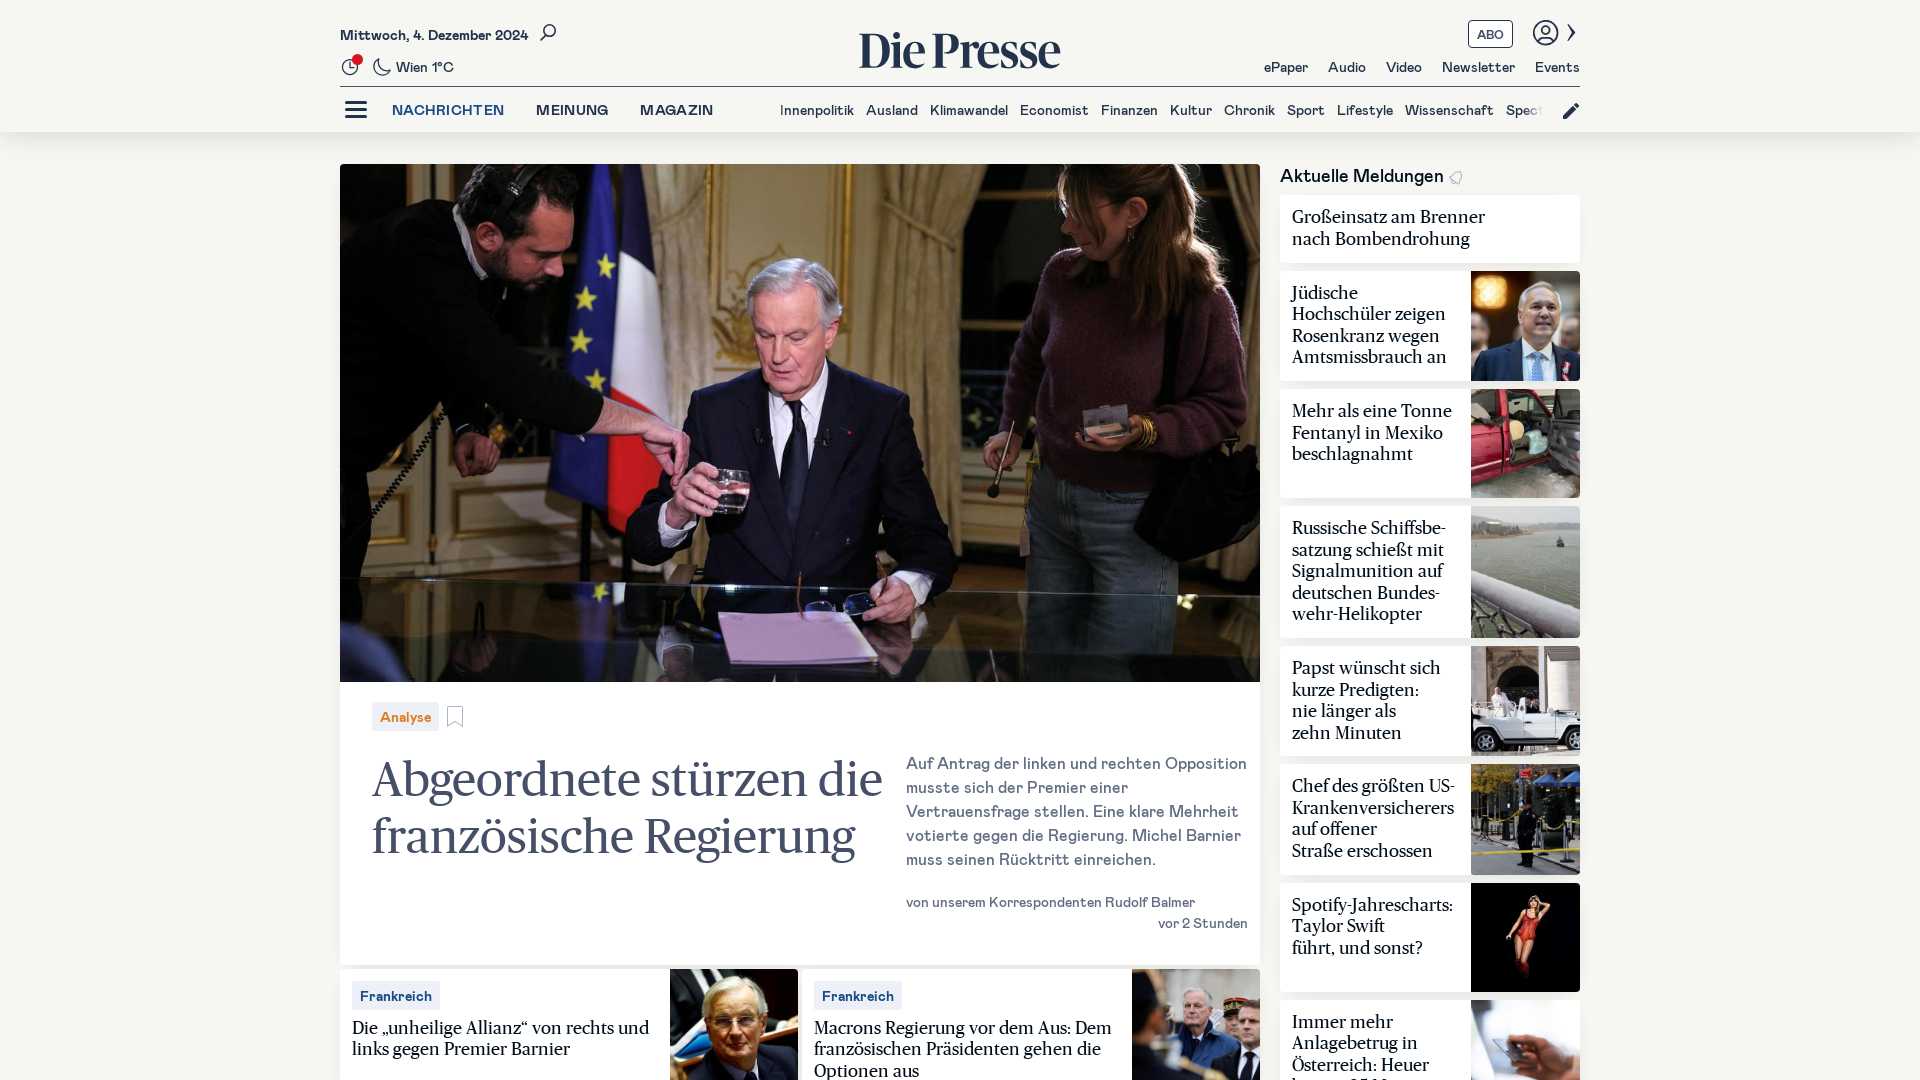 Mittwoch, 4. Dezember 2024
Wien 1°C
Die Presse
ABO
ePaper Audio Video Newsletter Events
NACHRICHTEN MEINUNG MAGAZIN
Innenpolitik Ausland Klimawandel Economist Finanzen Kultur Chronik Sport Lifestyle Wissenschaft Spect
Analyse
Abgeordnete stürzen die
französische Regierung
Auf Antrag der linken und rechten Opposition
musste sich der Premier einer
Vertrauensfrage stellen. Eine klare Mehrheit
votierte gegen die Regierung. Michel Barnier
muss seinen Rücktritt einreichen.
von unserem Korrespondenten Rudolf Balmer
vor 2 Stunden
Frankreich
Die „unheilige Allianz“ von rechts und
links gegen Premier Barnier
Frankreich
Macrons Regierung vor dem Aus: Dem
französischen Präsidenten gehen die
Optionen aus
Aktuelle Meldungen
Großeinsatz am Brenner
nach Bombendrohung
Jüdische
Hochschüler zeigen
Rosenkranz wegen
Amtsmissbrauch an
Mehr als eine Tonne
Fentanyl in Mexiko
beschlagnahmt
Russische Schiffsbe-
satzung schießt mit
Signalmunition auf
deutschen Bundes-
wehr-Helikopter
Papst wünscht sich
kurze Predigten:
nie länger als
zehn Minuten
Chef des größten US-
Krankenversicherers
auf offener
Straße erschossen
Spotify-Jahrescharts:
Taylor Swift
führt, und sonst?
Immer mehr
Anlagebetrug in
Österreich: Heuer